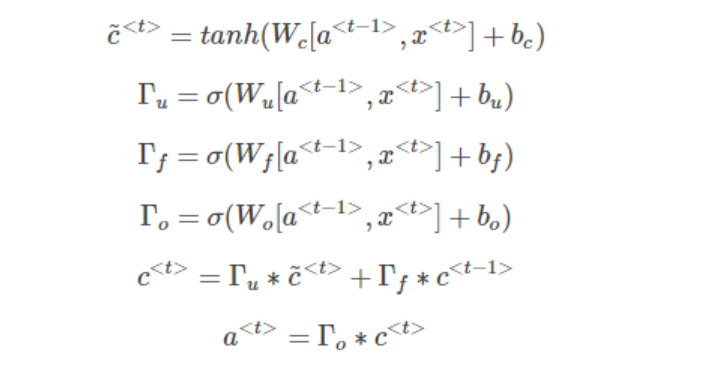 c̃^{<t>} = tanh(W_c[a^{<t−1>}, x^{<t>}] + b_c)
Γ_u = σ(W_u[a^{<t−1>}, x^{<t>}] + b_u)
Γ_f = σ(W_f[a^{<t−1>}, x^{<t>}] + b_f)
Γ_o = σ(W_o[a^{<t−1>}, x^{<t>}] + b_o)
c^{<t>} = Γ_u ∗ c̃^{<t>} + Γ_f ∗ c^{<t−1>}
a^{<t>} = Γ_o ∗ c^{<t>}